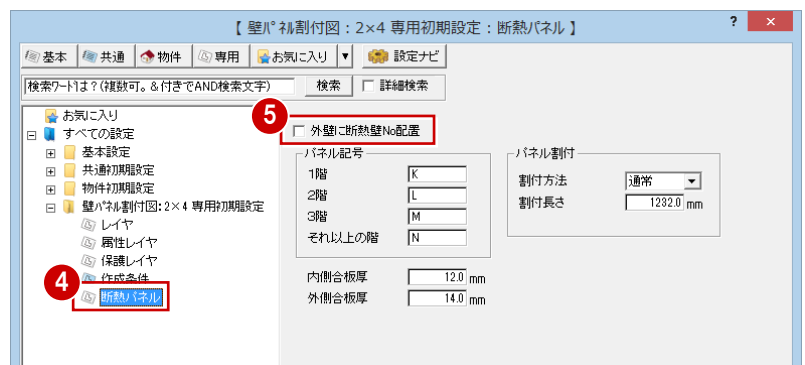 【 壁ﾊﾟﾈﾙ割付図：2×4 専用初期設定：断熱パネル 】 ? ×
基本 共通 物件 専用 お気に入り ▼ 設定ナビ
検索ワードは？(複数可。＆付きでAND検索文字) 検索 詳細検索
お気に入り
すべての設定
基本設定
共通初期設定
物件初期設定
壁パネル割付図:2×4 専用初期設定
レイヤ
属性レイヤ
保護レイヤ
作成条件
4
断熱パネル
5
外壁に断熱壁No配置
パネル記号
1階 K
2階 L
3階 M
それ以上の階 N
内側合板厚 12.0 mm
外側合板厚 14.0 mm
パネル割付
割付方法 通常
割付長さ 1232.0 mm